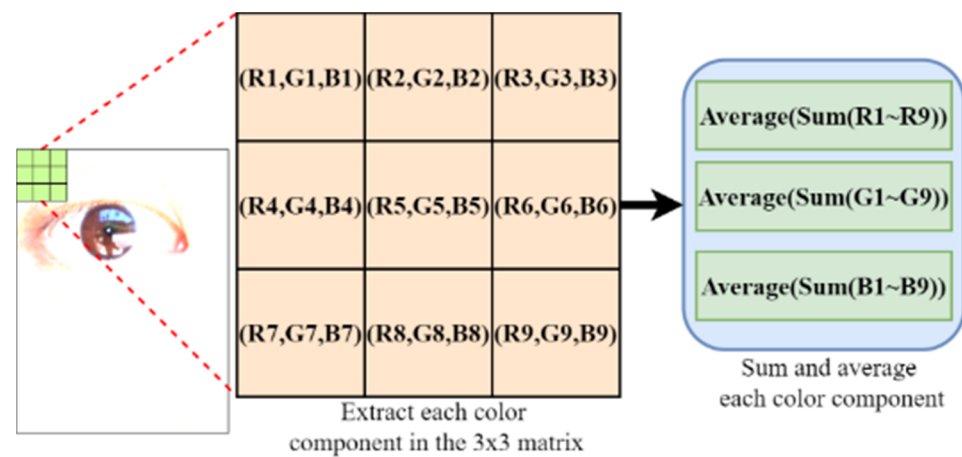 (R1,G1,B1) (R2,G2,B2) (R3,G3,B3)
(R4,G4,B4) (R5,G5,B5) (R6,G6,B6)
(R7,G7,B7) (R8,G8,B8) (R9,G9,B9)
Extract each color
component in the 3x3 matrix
Average(Sum(R1~R9))
Average(Sum(G1~G9))
Average(Sum(B1~B9))
Sum and average
each color component